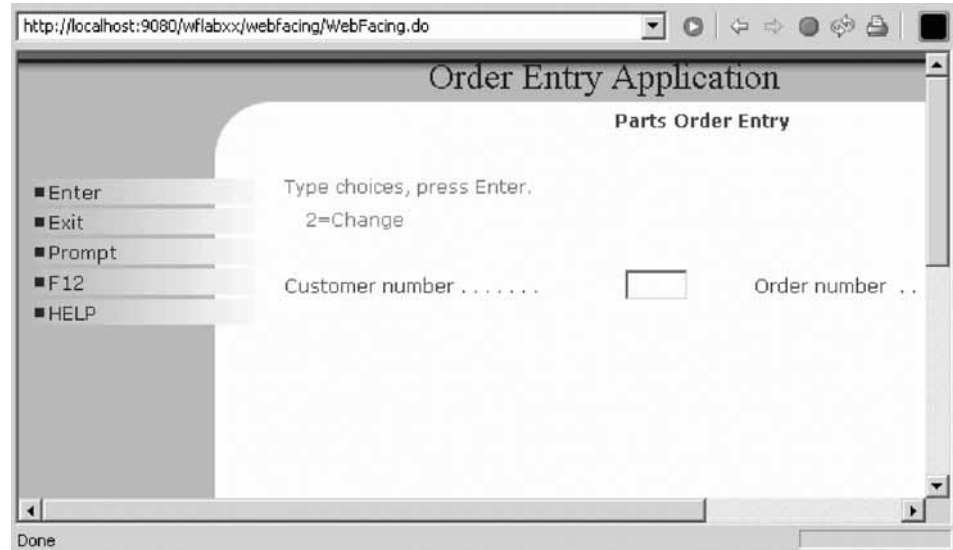 http://localhost:9080/wflabxx/webfacing/WebFacing.do
Order Entry Application
Parts Order Entry
Enter
Exit
Prompt
F12
HELP
Type choices, press Enter.
2=Change
Customer number . . . . . . . Order number . .
Done